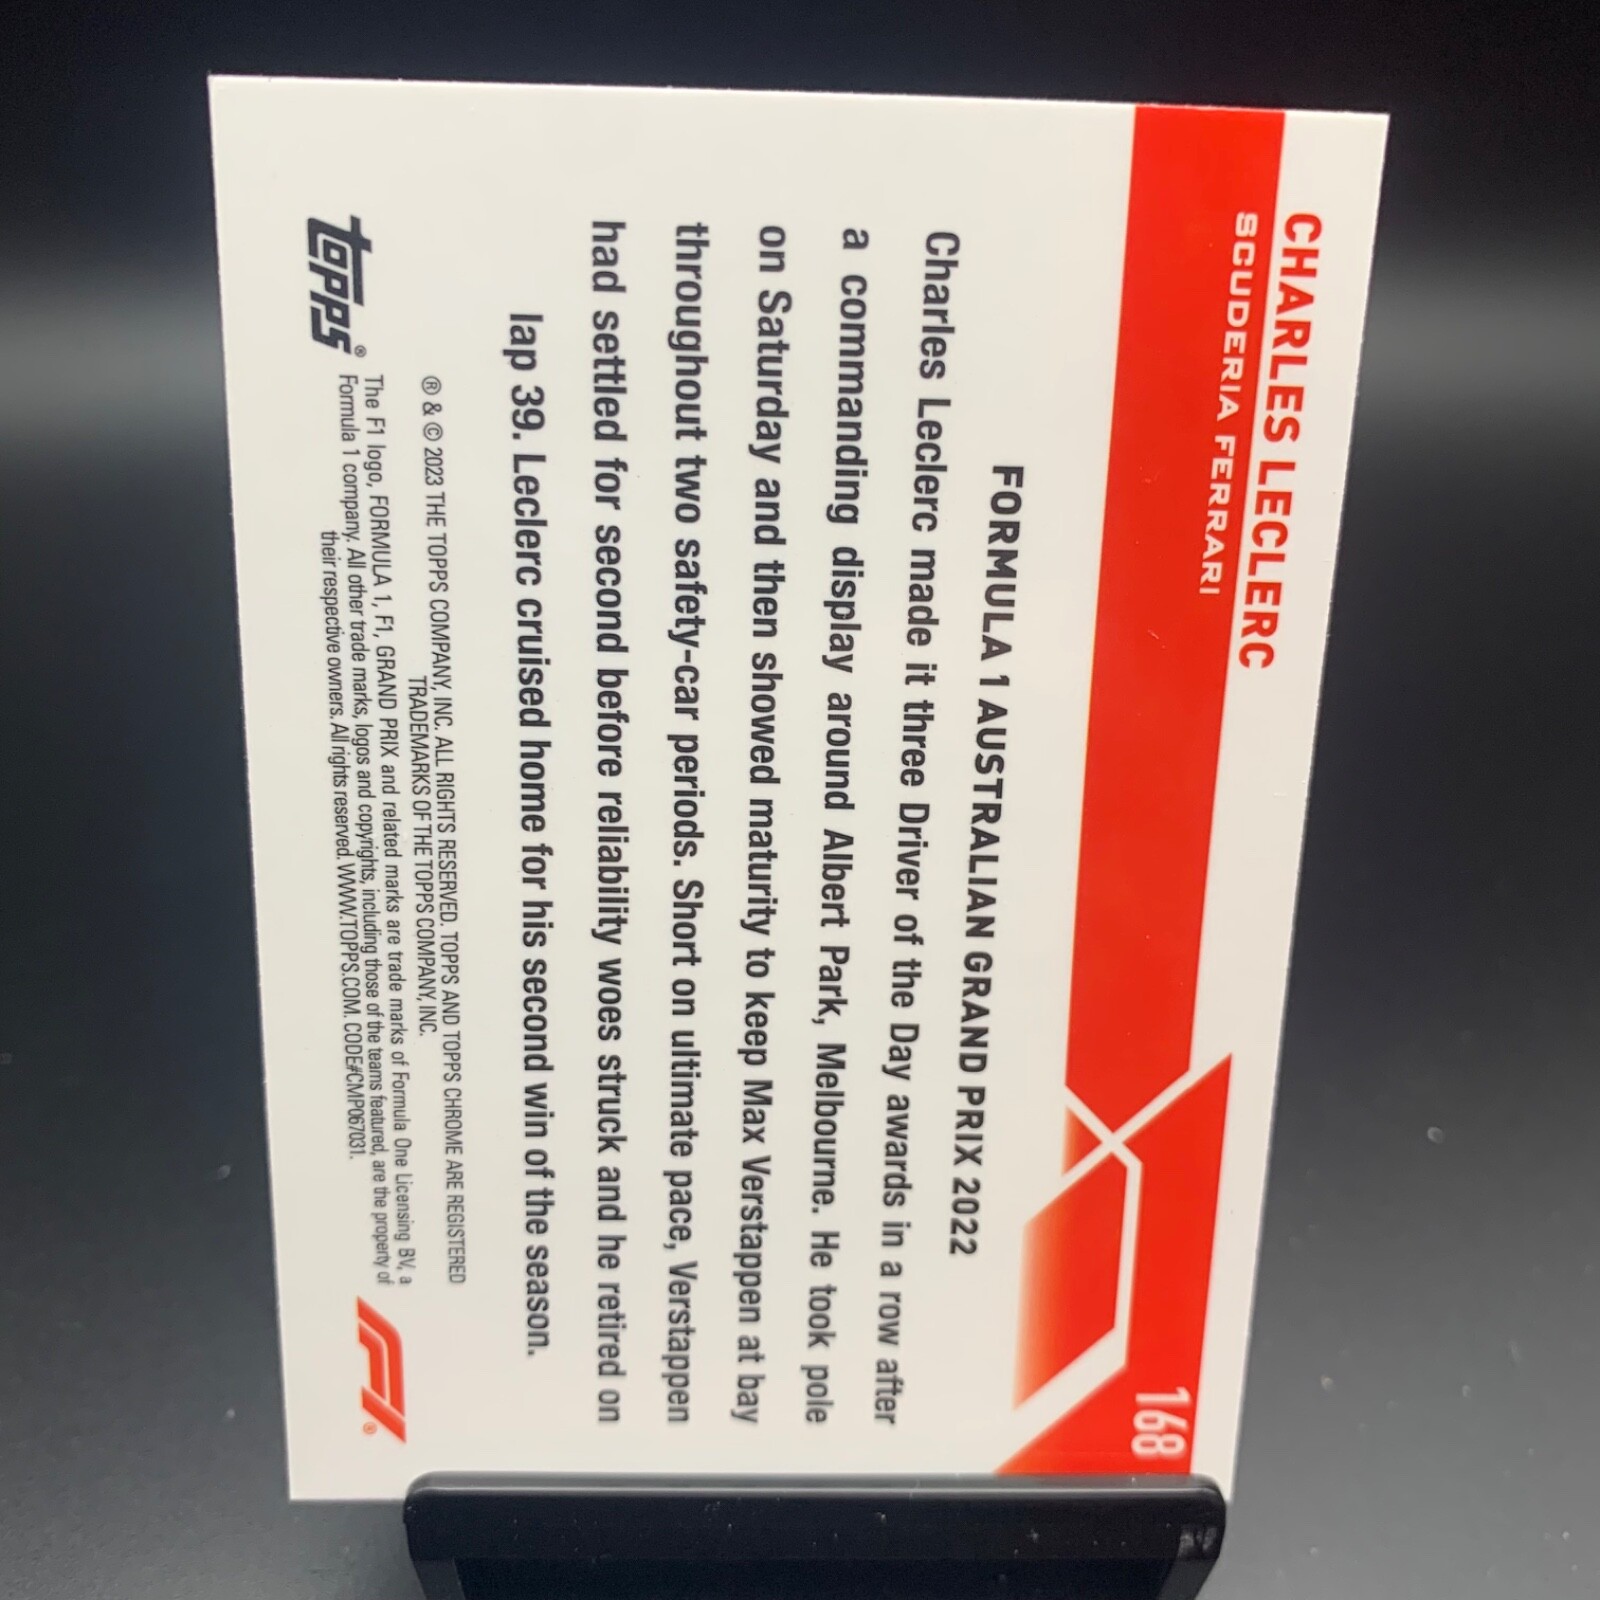 CHARLES LECLERC
SCUDERIA FERRARI
168
FORMULA 1 AUSTRALIAN GRAND PRIX 2022
Charles Leclerc made it three Driver of the Day awards in a row after
a commanding display around Albert Park, Melbourne. He took pole
on Saturday and then showed maturity to keep Max Verstappen at bay
throughout two safety-car periods. Short on ultimate pace, Verstappen
had settled for second before reliability woes struck and he retired on
lap 39. Leclerc cruised home for his second win of the season.
® & © 2023 THE TOPPS COMPANY, INC. ALL RIGHTS RESERVED. TOPPS AND TOPPS CHROME ARE REGISTERED
TRADEMARKS OF THE TOPPS COMPANY, INC.
The F1 logo, FORMULA 1, F1, GRAND PRIX and related marks are trade marks of Formula One Licensing BV, a
Formula 1 company. All other trade marks, logos and copyrights, including those of the teams featured, are the property of
their respective owners. All rights reserved. WWW.TOPPS.COM. CODE#CMP067031.
topps®
F1®